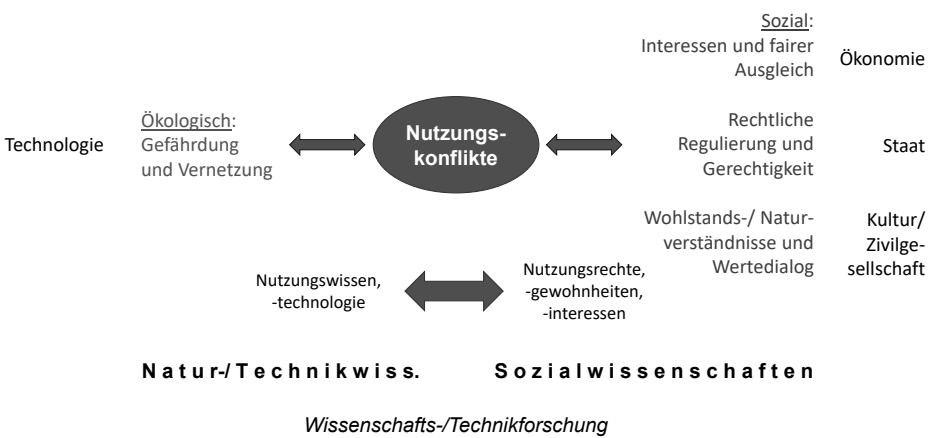 Sozial:
Interessen und fairer
Ausgleich
Ökonomie
Technologie
Ökologisch:
Gefährdung
und Vernetzung
Nutzungs-
konflikte
Rechtliche
Regulierung und
Gerechtigkeit
Staat
Wohlstands-/ Natur-
verständnisse und
Wertedialog
Kultur/
Zivilge-
sellschaft
Nutzungswissen,
-technologie
Nutzungsrechte,
-gewohnheiten,
-interessen
Natur-/Technikwiss.
Sozialwissenschaften
Wissenschafts-/Technikforschung